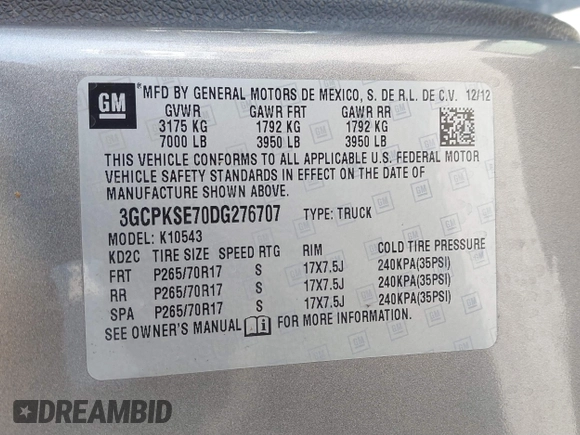 GM
*MFD BY GENERAL MOTORS DE MEXICO, S. DE R.L. DE C.V. 12/12
GVWR GAWR FRT GAWR RR
3175 KG 1792 KG 1792 KG
7000 LB 3950 LB 3950 LB
THIS VEHICLE CONFORMS TO ALL APPLICABLE U.S. FEDERAL MOTOR
VEHICLE SAFETY STANDARDS IN EFFECT ON THE DATE OF
MANUFACTURE SHOWN ABOVE.
3GCPKSE70DG276707 TYPE: TRUCK
MODEL: K10543
KD2C TIRE SIZE SPEED RTG RIM COLD TIRE PRESSURE
FRT P265/70R17 S 17X7.5J 240KPA(35PSI)
RR P265/70R17 S 17X7.5J 240KPA(35PSI)
SPA P265/70R17 S 17X7.5J 240KPA(35PSI)
SEE OWNER'S MANUAL FOR MORE INFORMATION.
DREAMBID